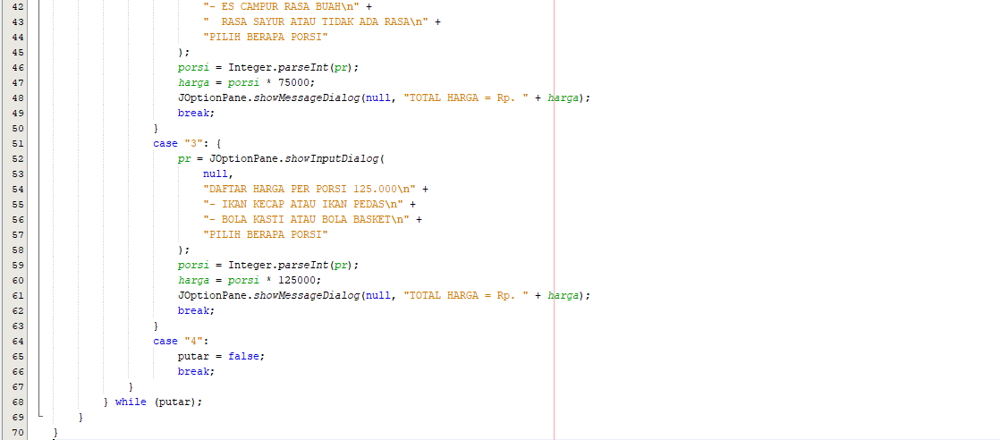 42 "- ES CAMPUR RASA BUAH\n" +
43 "  RASA SAYUR ATAU TIDAK ADA RASA\n" +
44 "PILIH BERAPA PORSI"
45 );
46 porsi = Integer.parseInt(pr);
47 harga = porsi * 75000;
48 JOptionPane.showMessageDialog(null, "TOTAL HARGA = Rp. " + harga);
49 break;
50 }
51 case "3": {
52 pr = JOptionPane.showInputDialog(
53 null,
54 "DAFTAR HARGA PER PORSI 125.000\n" +
55 "- IKAN KECAP ATAU IKAN PEDAS\n" +
56 "- BOLA KASTI ATAU BOLA BASKET\n" +
57 "PILIH BERAPA PORSI"
58 );
59 porsi = Integer.parseInt(pr);
60 harga = porsi * 125000;
61 JOptionPane.showMessageDialog(null, "TOTAL HARGA = Rp. " + harga);
62 break;
63 }
64 case "4":
65 putar = false;
66 break;
67 }
68 } while (putar);
69 }
70 }